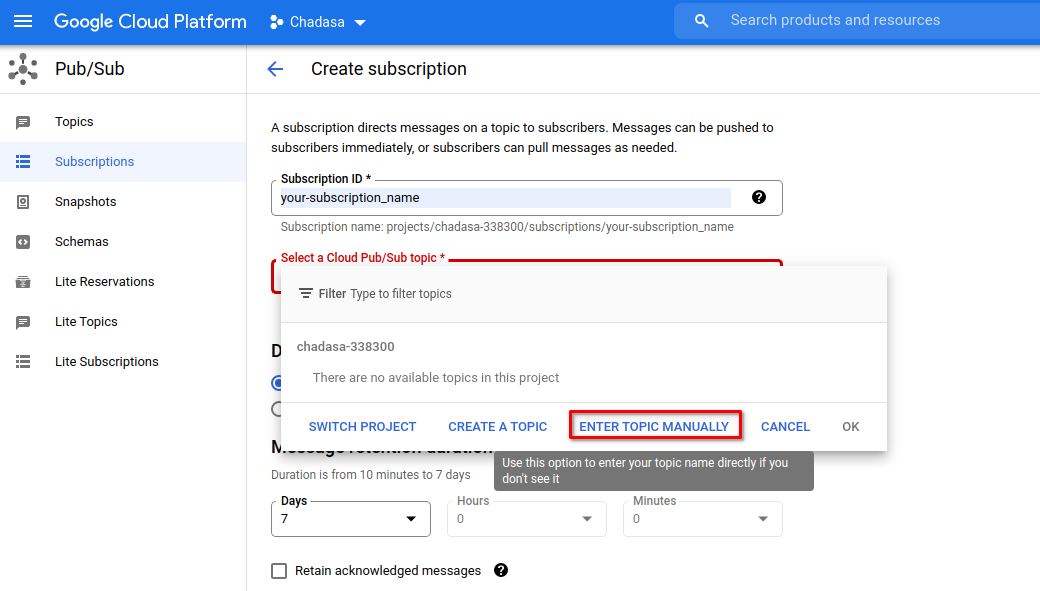 Google Cloud Platform
Chadasa
Search products and resources
Pub/Sub
Create subscription
Topics
Subscriptions
Snapshots
Schemas
Lite Reservations
Lite Topics
Lite Subscriptions
A subscription directs messages on a topic to subscribers. Messages can be pushed to
subscribers immediately, or subscribers can pull messages as needed.
Subscription ID *
your-subscription_name
Subscription name: projects/chadasa-338300/subscriptions/your-subscription_name
Select a Cloud Pub/Sub topic *
Filter Type to filter topics
chadasa-338300
There are no available topics in this project
SWITCH PROJECT CREATE A TOPIC ENTER TOPIC MANUALLY CANCEL OK
Message retention duration
Use this option to enter your topic name directly if you
don't see it
Duration is from 10 minutes to 7 days
Days Hours Minutes
7 0 0
Retain acknowledged messages